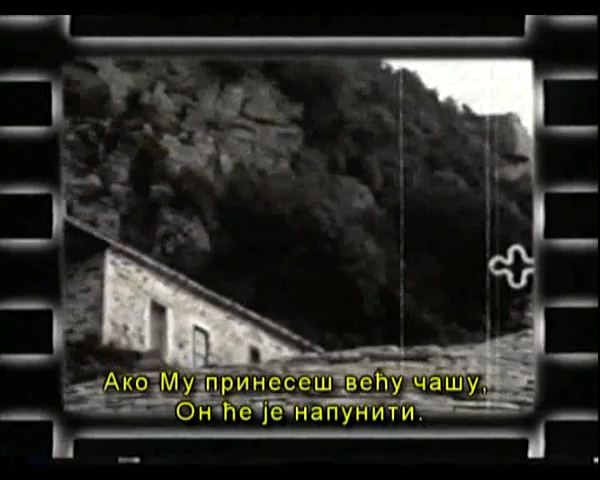 Ако Му принесеш већу чашу,
Он ће је напунити.